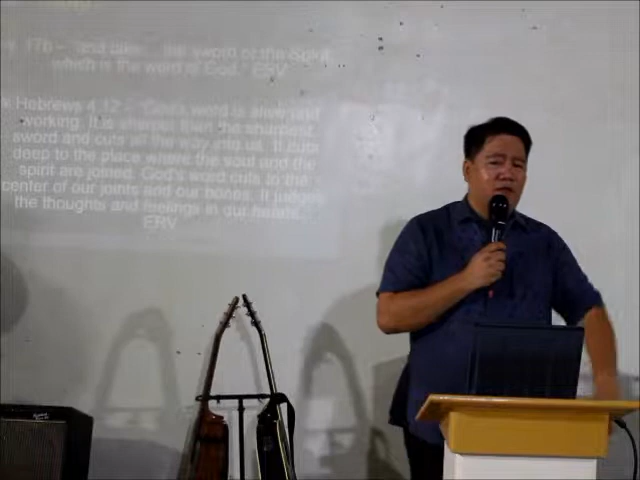 17b - "and take the sword of the Spirit
which is the word of God." ERV
Hebrews 4:12 - "God's word is alive and
working. It is sharper than the sharpest
sword and cuts all the way into us. It cuts
deep to the place where the soul and the
spirit are joined. God's word cuts to the
center of our joints and our bones. It judges
the thoughts and feelings in our hearts."
ERV